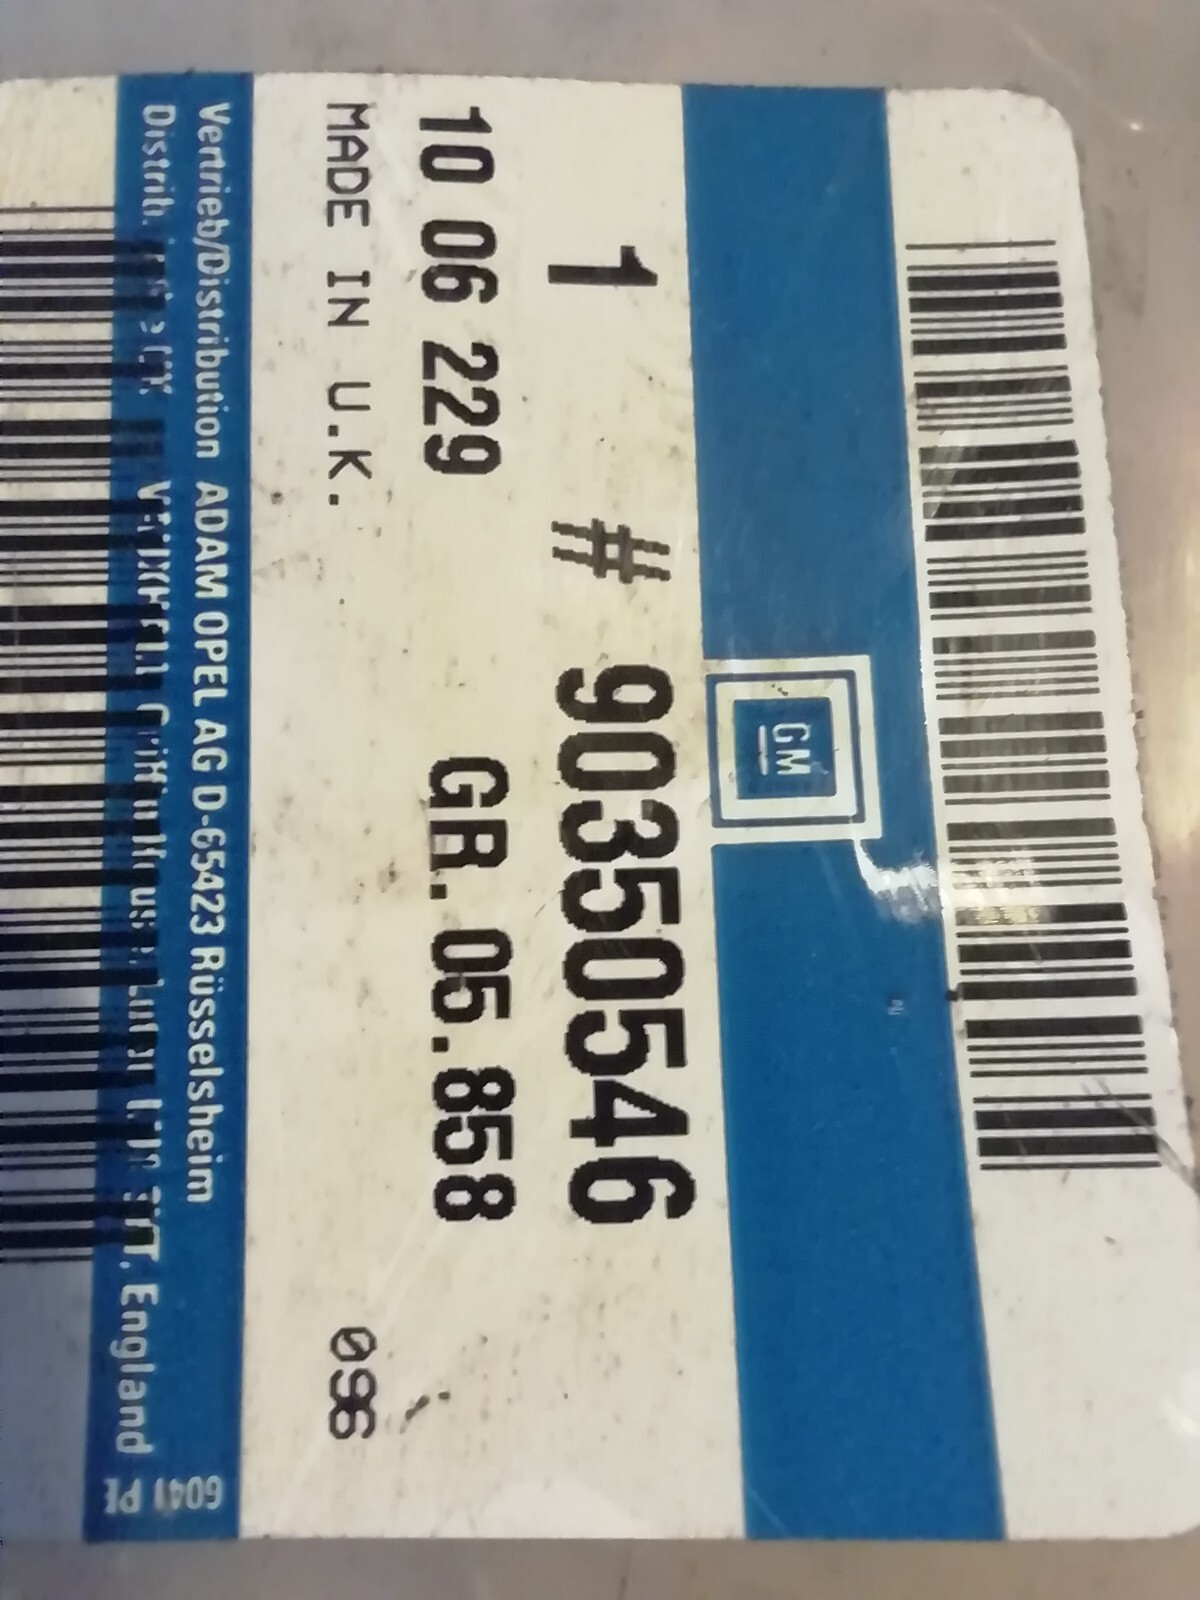 GM
1 # 90350546
10 06 229 GR. 05.858
MADE IN U.K. 096
Vertrieb/Distribution ADAM OPEL AG D-65423 Rüsselsheim
Distrib. England
6041 PE